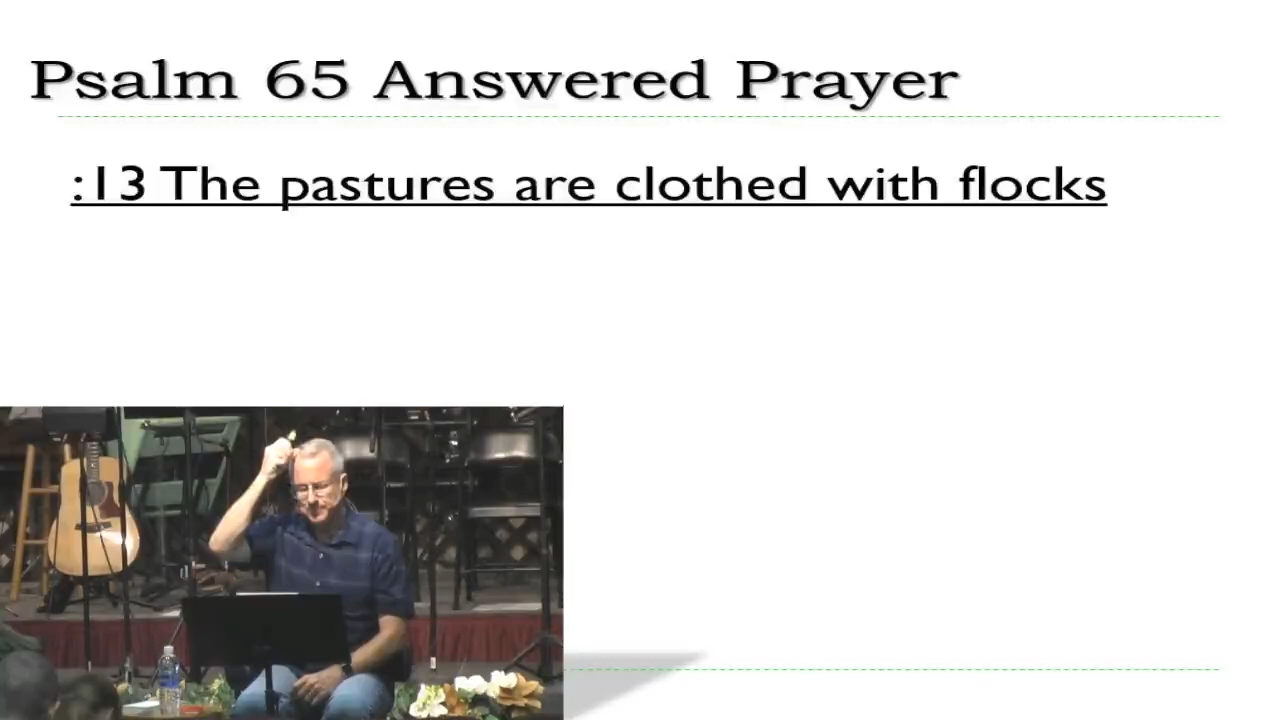 Psalm 65 Answered Prayer
:13 The pastures are clothed with flocks